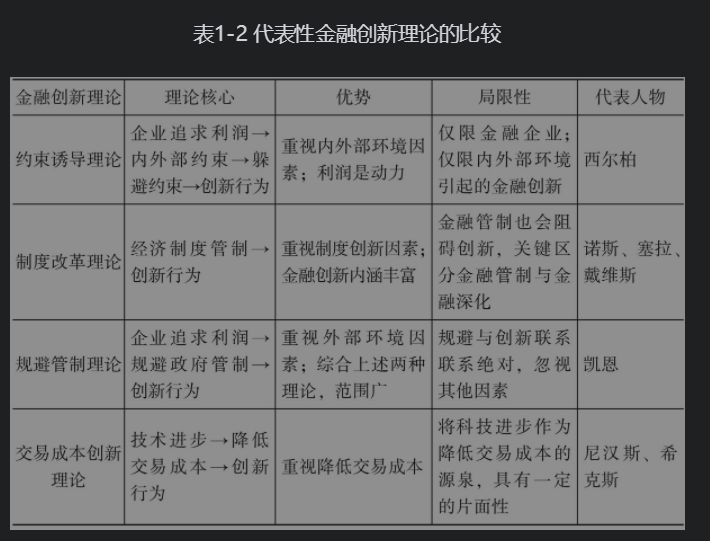 表1-2 代表性金融创新理论的比较
金融创新理论 理论核心 优势 局限性 代表人物
约束诱导理论
企业追求利润→
内外部约束→躲
避约束→创新行为
重视内外部环境因
素；利润是动力
仅限金融企业；
仅限内外部环境
引起的金融创新
西尔柏
制度改革理论
经济制度管制→
创新行为
重视制度创新因素；
金融创新内涵丰富
金融管制也会阻
碍创新，关键区
分金融管制与金
融深化
诺斯、塞拉、
戴维斯
规避管制理论
企业追求利润→
规避政府管制→
创新行为
重视外部环境因
素；综合上述两种
理论，范围广
规避与创新联系
联系绝对，忽视
其他因素
凯恩
交易成本创新
理论
技术进步→降低
交易成本→创新
行为
重视降低交易成本
将科技进步作为
降低交易成本的
源泉，具有一定
的片面性
尼汉斯、希
克斯